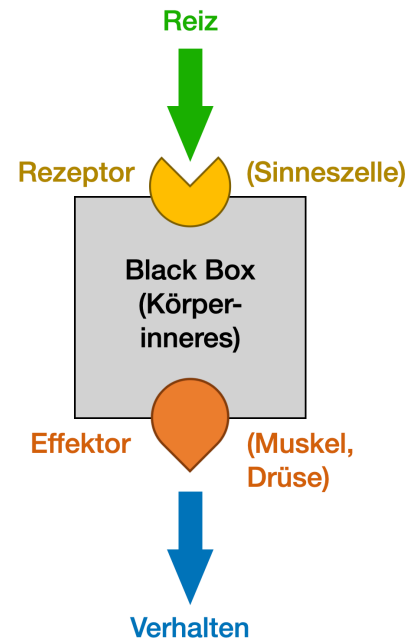 Reiz
Rezeptor (Sinneszelle)
Black Box
(Körper-
inneres)
Effektor (Muskel,
Drüse)
Verhalten